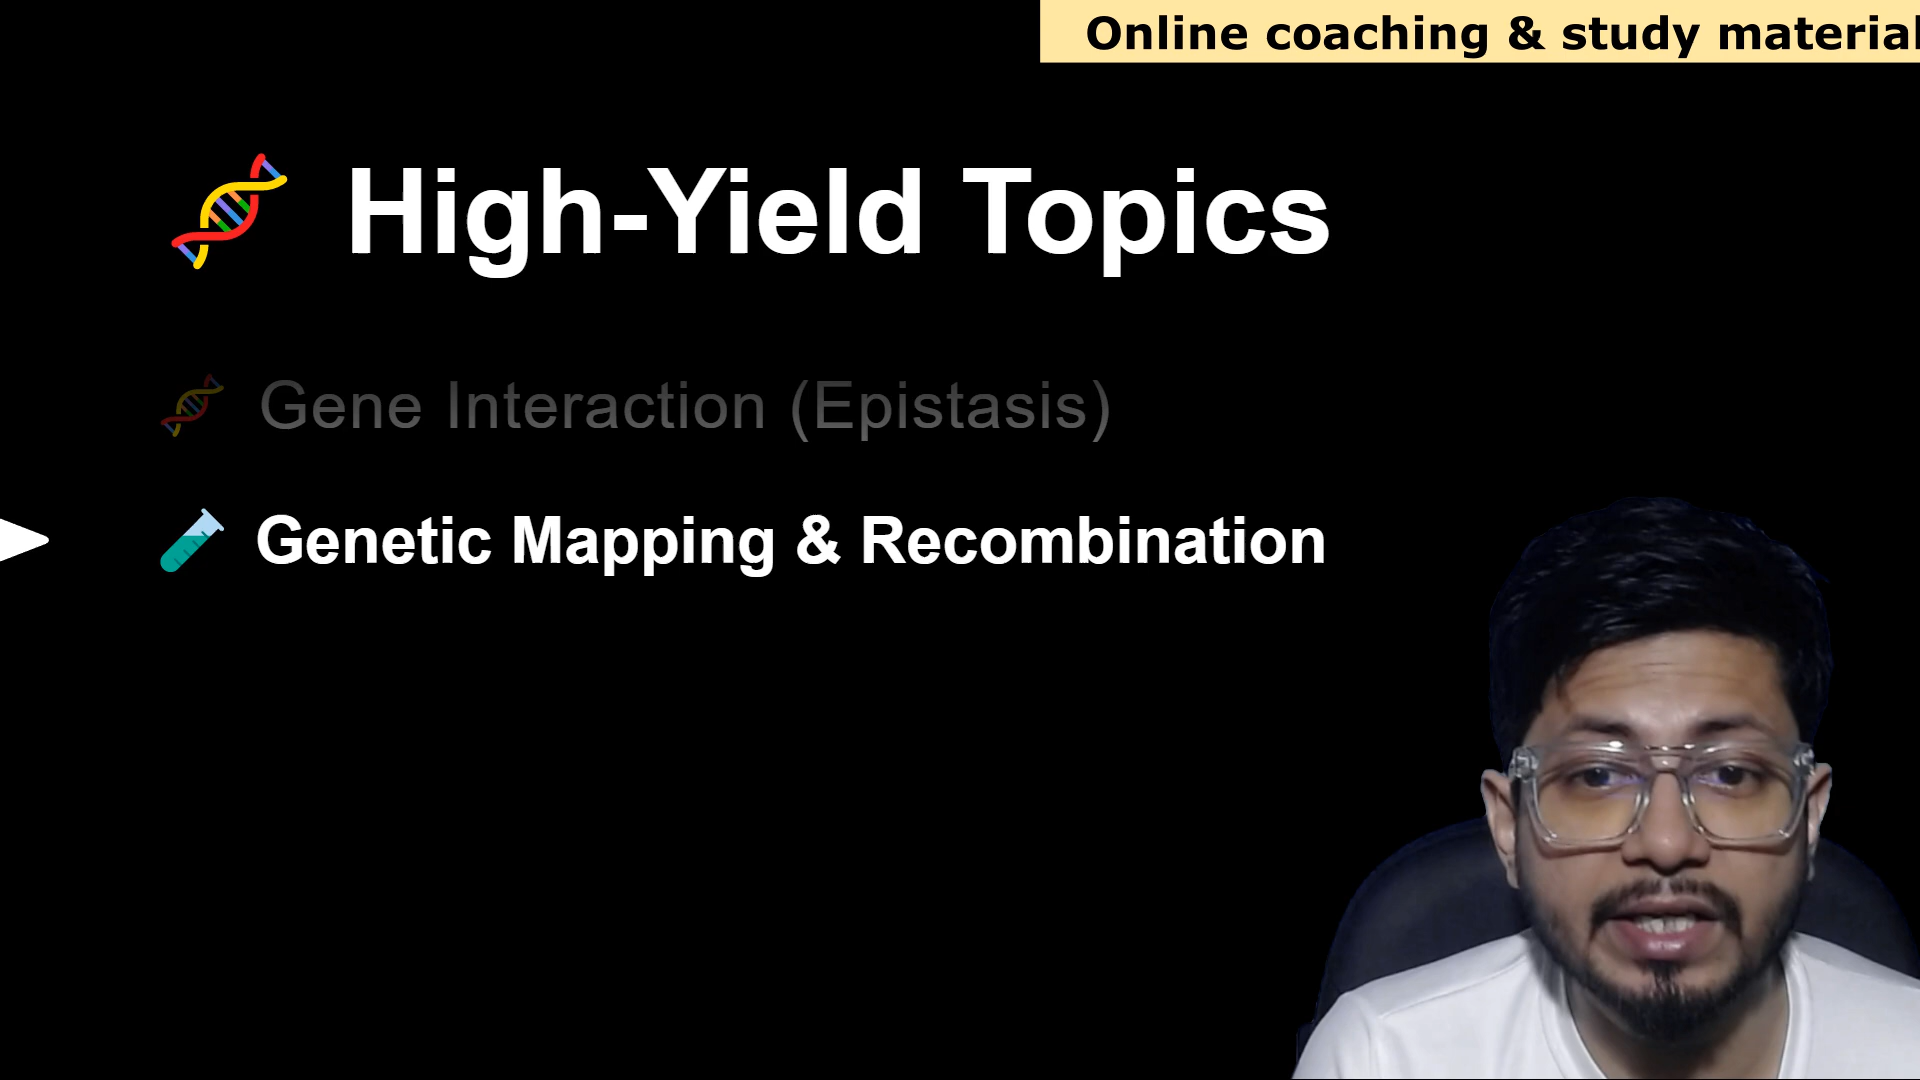 Online coaching & study material
High-Yield Topics
Gene Interaction (Epistasis)
Genetic Mapping & Recombination